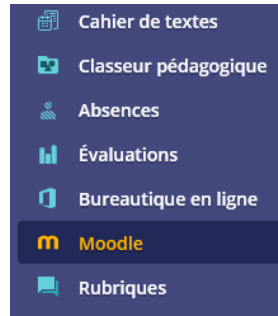 Cahier de textes
Classeur pédagogique
Absences
Évaluations
Bureautique en ligne
Moodle
Rubriques